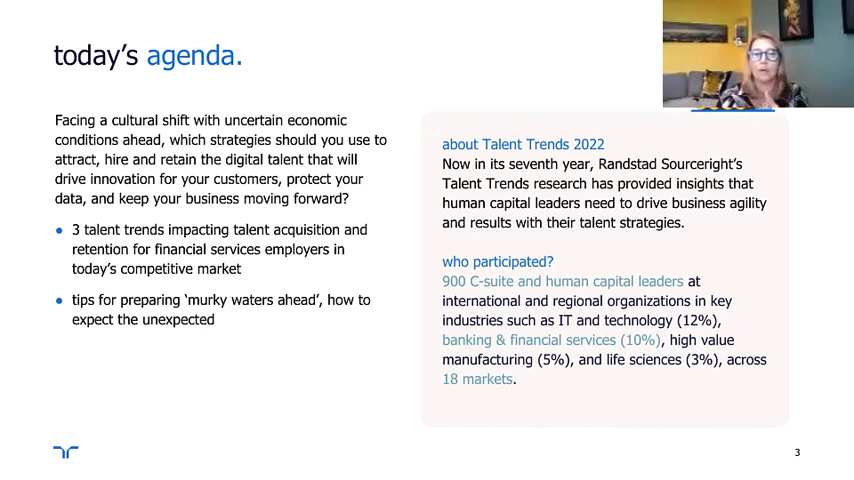 today's agenda.
Facing a cultural shift with uncertain economic
conditions ahead, which strategies should you use to
attract, hire and retain the digital talent that will
drive innovation for your customers, protect your
data, and keep your business moving forward?
● 3 talent trends impacting talent acquisition and
retention for financial services employers in
today's competitive market
● tips for preparing 'murky waters ahead', how to
expect the unexpected
about Talent Trends 2022
Now in its seventh year, Randstad Sourceright's
Talent Trends research has provided insights that
human capital leaders need to drive business agility
and results with their talent strategies.
who participated?
900 C-suite and human capital leaders at
international and regional organizations in key
industries such as IT and technology (12%),
banking & financial services (10%), high value
manufacturing (5%), and life sciences (3%), across
18 markets.
3